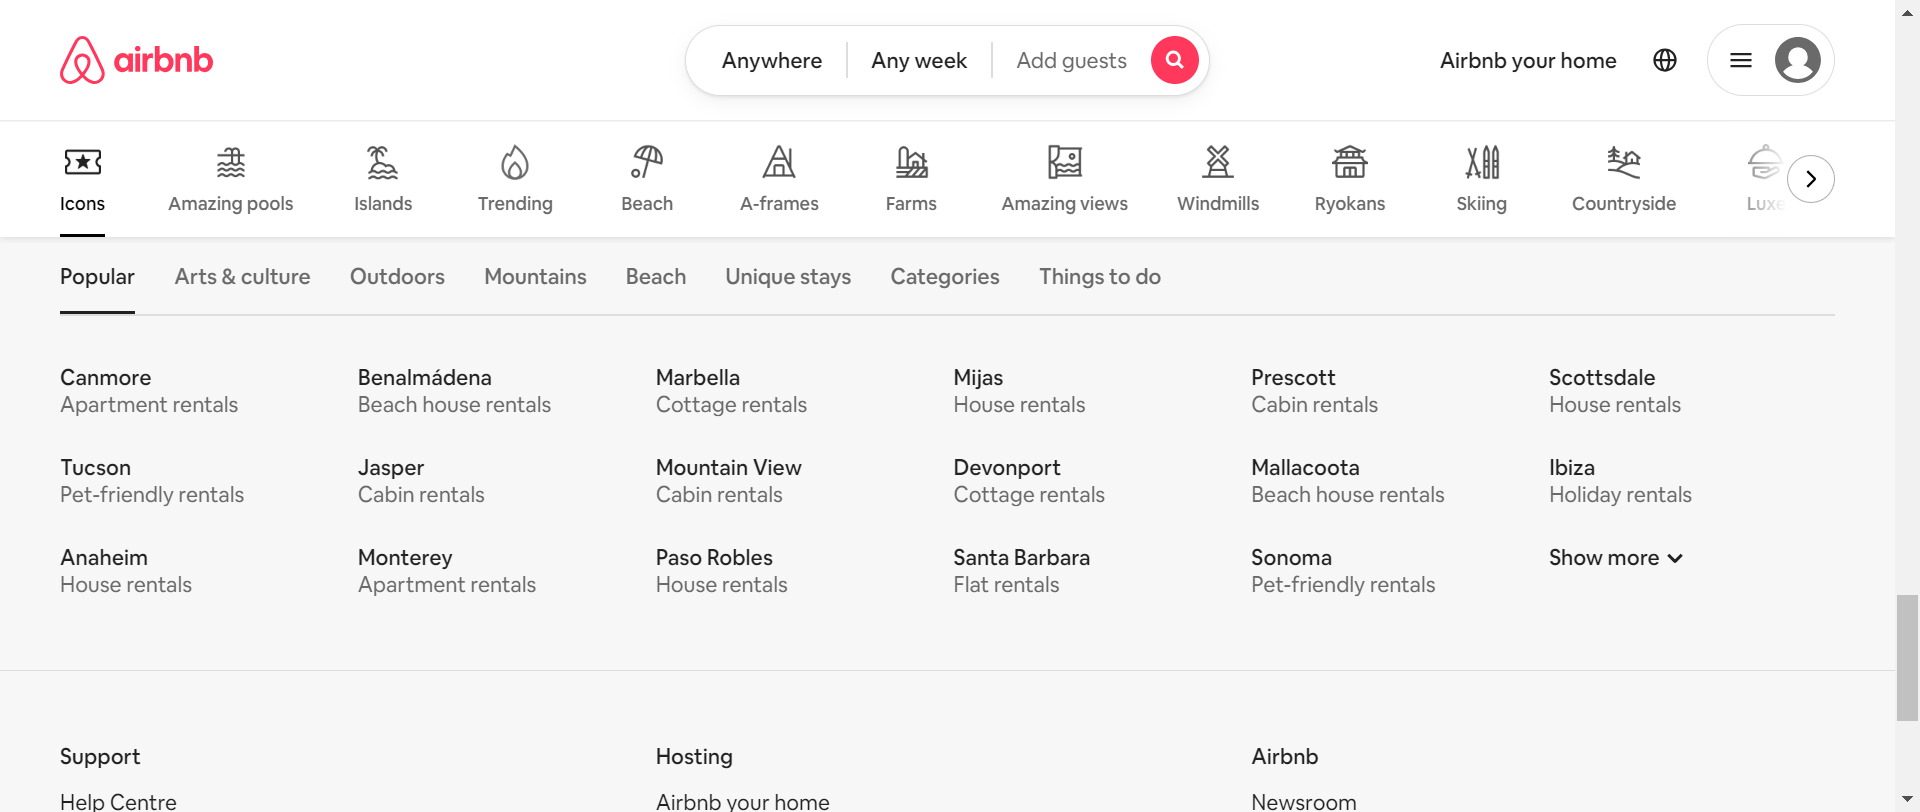 airbnb
Anywhere
Any week
Add guests
Airbnb your home
Icons
Amazing pools
Islands
Trending
Beach
A-frames
Farms
Amazing views
Windmills
Ryokans
Skiing
Countryside
Luxe
Popular
Arts & culture
Outdoors
Mountains
Beach
Unique stays
Categories
Things to do
Canmore
Apartment rentals
Benalmádena
Beach house rentals
Marbella
Cottage rentals
Mijas
House rentals
Prescott
Cabin rentals
Scottsdale
House rentals
Tucson
Pet-friendly rentals
Jasper
Cabin rentals
Mountain View
Cabin rentals
Devonport
Cottage rentals
Mallacoota
Beach house rentals
Ibiza
Holiday rentals
Anaheim
House rentals
Monterey
Apartment rentals
Paso Robles
House rentals
Santa Barbara
Flat rentals
Sonoma
Pet-friendly rentals
Show more
Support
Hosting
Airbnb
Help Centre
Airbnb your home
Newsroom